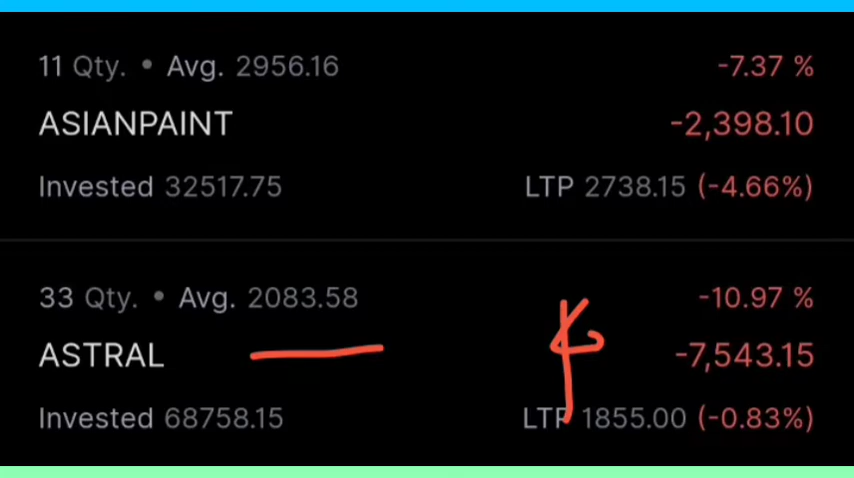 11 Qty. • Avg. 2956.16 -7.37 %
ASIANPAINT -2,398.10
Invested 32517.75 LTP 2738.15 (-4.66%)
33 Qty. • Avg. 2083.58 -10.97 %
ASTRAL -7,543.15
Invested 68758.15 LTP 1855.00 (-0.83%)